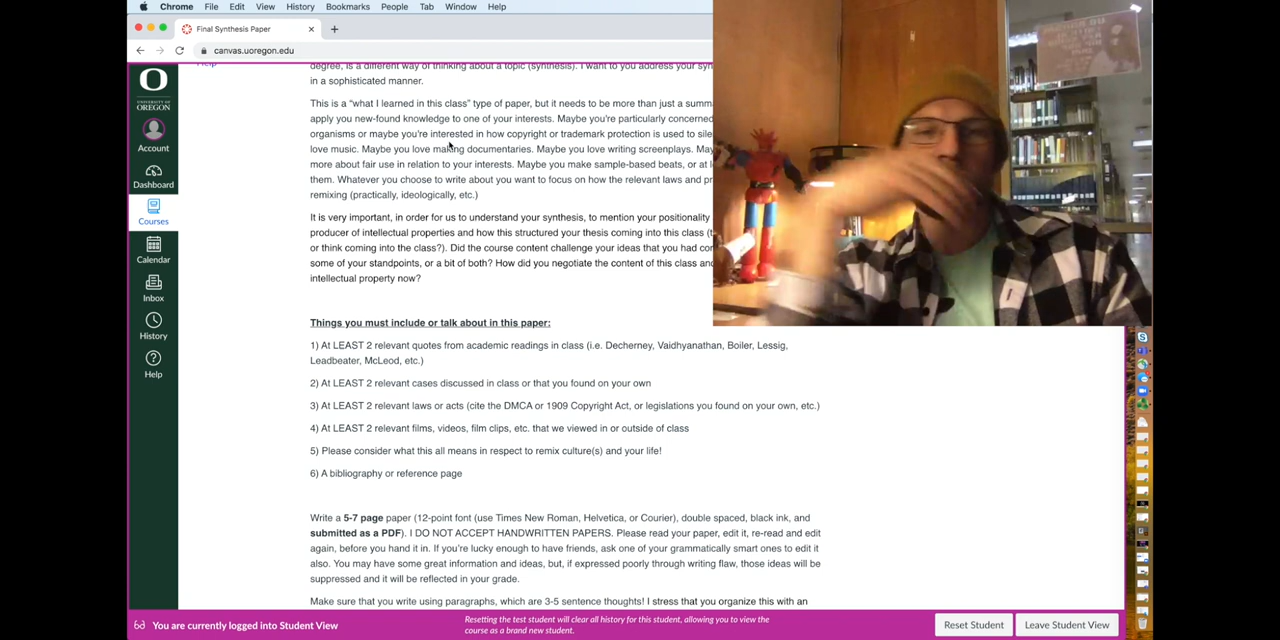 Chrome File Edit View History Bookmarks People Tab Window Help
Final Synthesis Paper
canvas.uoregon.edu
degree, is a different way of thinking about a topic (synthesis). I want to you address your
in a sophisticated manner.
This is a “what I learned in this class” type of paper, but it needs to be more than just a
apply you new-found knowledge to one of your interests. Maybe you’re particularly concerned
organisms or maybe you’re interested in how copyright or trademark protection is used to
love music. Maybe you love making documentaries. Maybe you love writing screenplays.
more about fair use in relation to your interests. Maybe you make sample-based beats, or at
them. Whatever you choose to write about you want to focus on how the relevant laws and
remixing (practically, ideologically, etc.)
It is very important, in order for us to understand your synthesis, to mention your positionality
producer of intellectual properties and how this structured your thesis coming into this class
or think coming into the class?). Did the course content challenge your ideas that you had
some of your standpoints, or a bit of both? How did you negotiate the content of this class
intellectual property now?
Things you must include or talk about in this paper:
1) At LEAST 2 relevant quotes from academic readings in class (i.e. Decherney, Vaidhyanathan, Boiler, Lessig,
Leadbeater, McLeod, etc.)
2) At LEAST 2 relevant cases discussed in class or that you found on your own
3) At LEAST 2 relevant laws or acts (cite the DMCA or 1909 Copyright Act, or legislations you found on your own, etc.)
4) At LEAST 2 relevant films, videos, film clips, etc. that we viewed in or outside of class
5) Please consider what this all means in respect to remix culture(s) and your life!
6) A bibliography or reference page
Write a 5-7 page paper (12-point font (use Times New Roman, Helvetica, or Courier), double spaced, black ink, and
submitted as a PDF). I DO NOT ACCEPT HANDWRITTEN PAPERS. Please read your paper, edit it, re-read and edit
again, before you hand it in. If you’re lucky enough to have friends, ask one of your grammatically smart ones to edit it
also. You may have some great information and ideas, but, if expressed poorly through writing flaw, those ideas will be
suppressed and it will be reflected in your grade.
Make sure that you write using paragraphs, which are 3-5 sentence thoughts! I stress that you organize this with an
O
UNIVERSITY OF
OREGON
Account
Dashboard
Courses
Calendar
Inbox
History
Help
You are currently logged into Student View
Resetting the test student will clear all history for this student, allowing you to view the
course as a brand new student.
Reset Student
Leave Student View